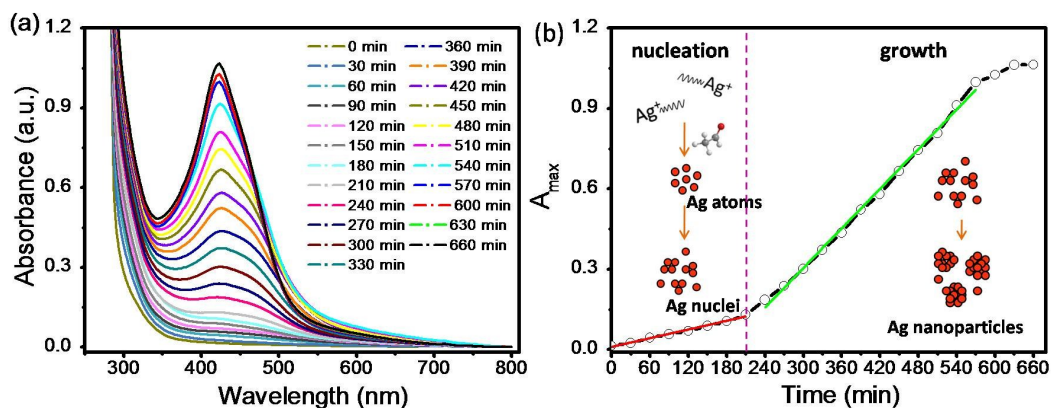 (a)
1.2
0.9
0.6
0.3
0.0
Absorbance (a.u.)
300
400
500
600
700
800
Wavelength (nm)
0 min
30 min
60 min
90 min
120 min
150 min
180 min
210 min
240 min
270 min
300 min
330 min
360 min
390 min
420 min
450 min
480 min
510 min
540 min
570 min
600 min
630 min
660 min
(b)
1.2
0.9
0.6
0.3
0.0
Amax
nucleation
growth
Ag+
Ag+
Ag atoms
Ag nuclei
Ag nanoparticles
0
60
120
180
240
300
360
420
480
540
600
660
Time (min)